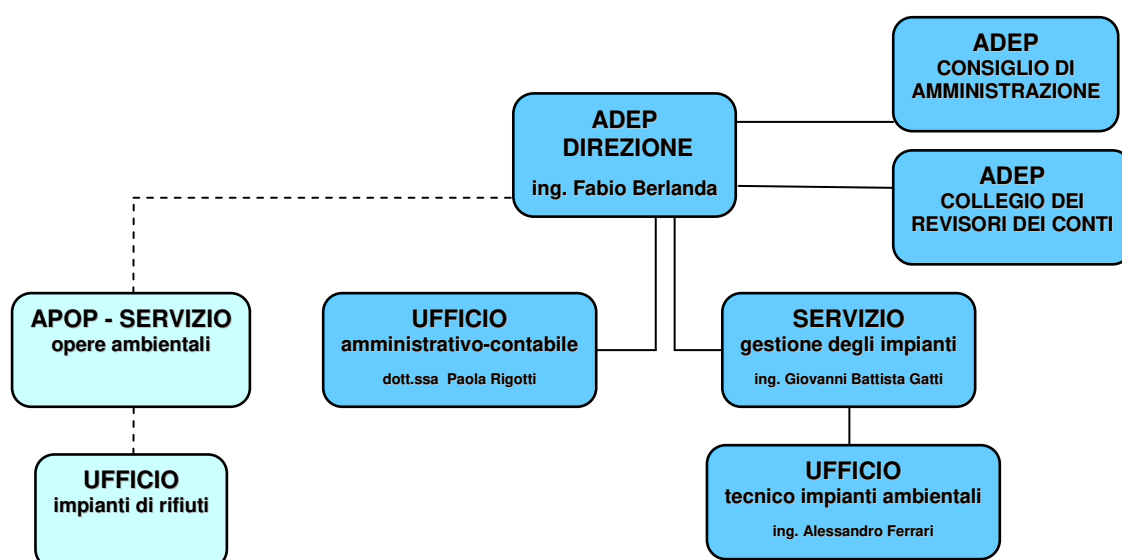 ADEP
CONSIGLIO DI
AMMINISTRAZIONE
ADEP
DIREZIONE
ing. Fabio Berlanda
ADEP
COLLEGIO DEI
REVISORI DEI CONTI
APOP - SERVIZIO
opere ambientali
UFFICIO
amministrativo-contabile
dott.ssa Paola Rigotti
SERVIZIO
gestione degli impianti
ing. Giovanni Battista Gatti
UFFICIO
impianti di rifiuti
UFFICIO
tecnico impianti ambientali
ing. Alessandro Ferrari